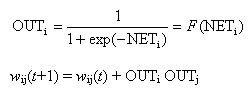 OUTi = 1 / (1 + exp(−NETi)) = F(NETi)
wij(t+1) = wij(t) + OUTi OUTj